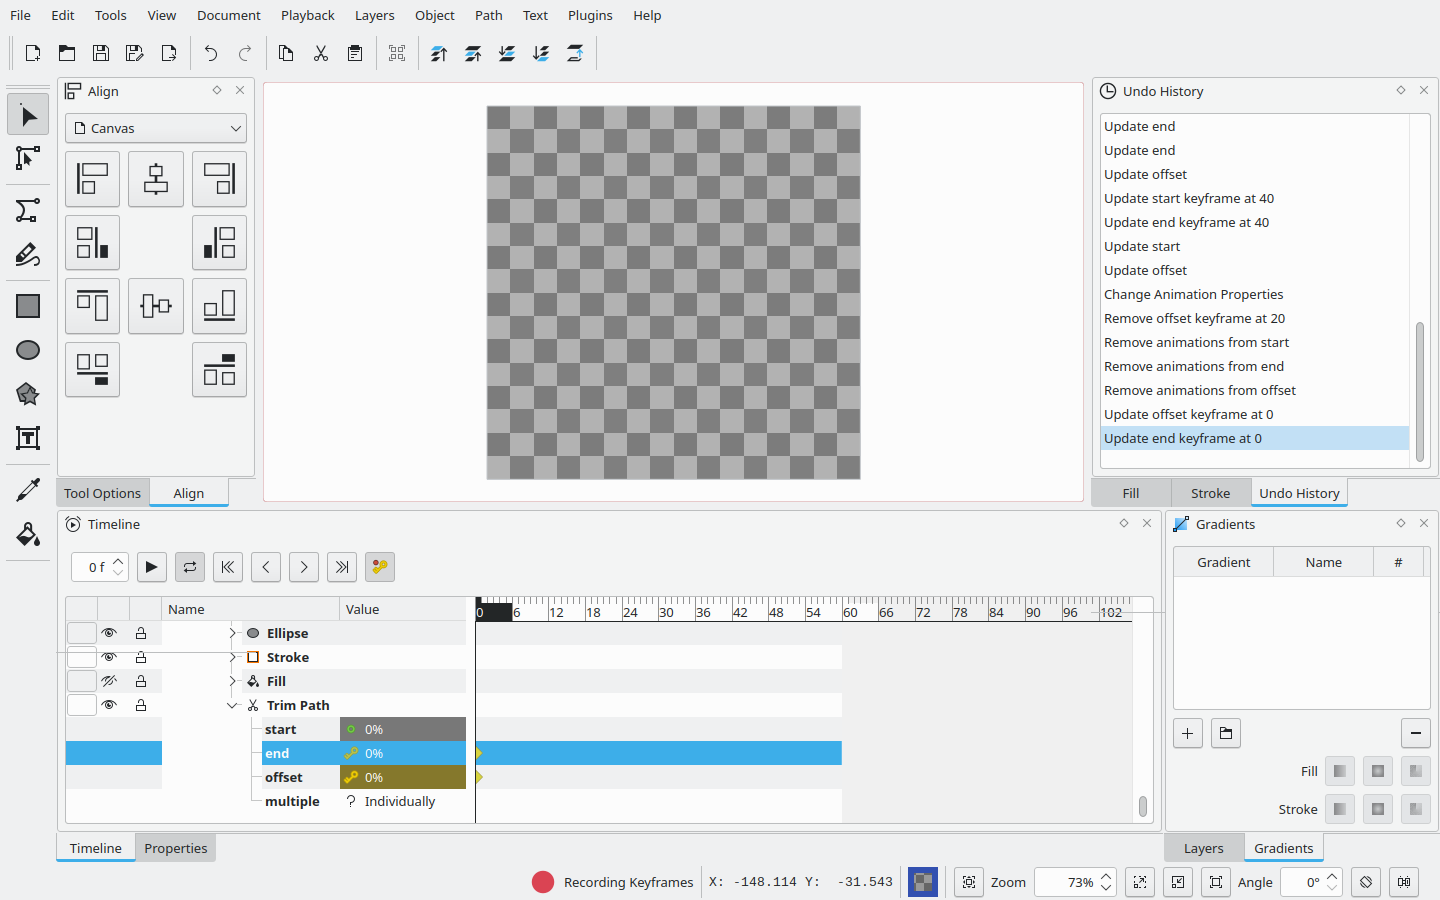 File Edit Tools View Document Playback Layers Object Path Text Plugins Help
Align
Canvas
Tool Options Align
Undo History
Update end
Update end
Update offset
Update start keyframe at 40
Update end keyframe at 40
Update start
Update offset
Change Animation Properties
Remove offset keyframe at 20
Remove animations from start
Remove animations from end
Remove animations from offset
Update offset keyframe at 0
Update end keyframe at 0
Fill Stroke Undo History
Timeline
0 f
Name Value 0 6 12 18 24 30 36 42 48 54 60 66 72 78 84 90 96 102
Ellipse
Stroke
Fill
Trim Path
start 0%
end 0%
offset 0%
multiple ? Individually
Timeline Properties
Gradients
Gradient Name #
Fill
Stroke
Layers Gradients
Recording Keyframes X: -148.114 Y: -31.543 Zoom 73% Angle 0°